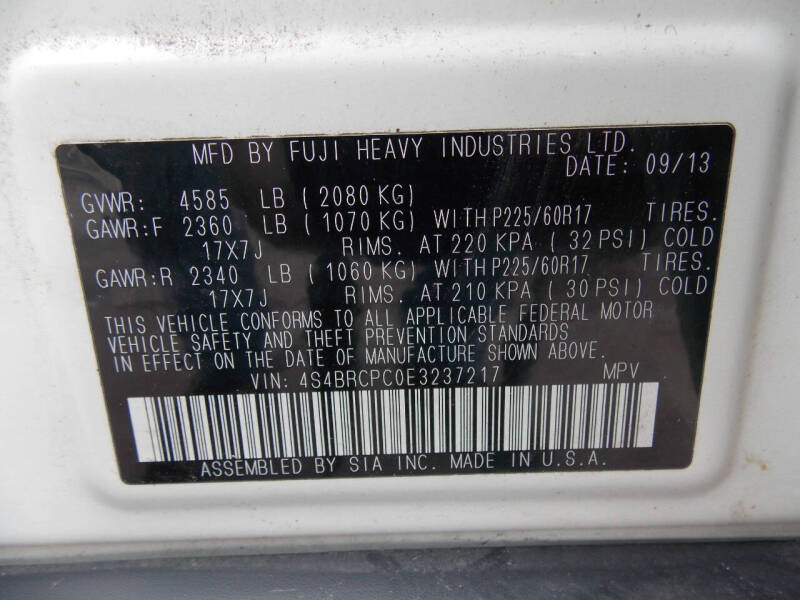 MFD BY FUJI HEAVY INDUSTRIES LTD.
DATE: 09/13
GVWR: 4585 LB ( 2080 KG)
GAWR:F 2360 LB ( 1070 KG) WITH P225/60R17 TIRES.
17X7J RIMS. AT 220 KPA ( 32 PSI) COLD
GAWR:R 2340 LB ( 1060 KG) WITH P225/60R17 TIRES.
17X7J RIMS. AT 210 KPA ( 30 PSI) COLD
THIS VEHICLE CONFORMS TO ALL APPLICABLE FEDERAL MOTOR
VEHICLE SAFETY AND THEFT PREVENTION STANDARDS
IN EFFECT ON THE DATE OF MANUFACTURE SHOWN ABOVE.
VIN: 4S4BRCPC0E3237217 MPV
ASSEMBLED BY SIA INC. MADE IN U.S.A.